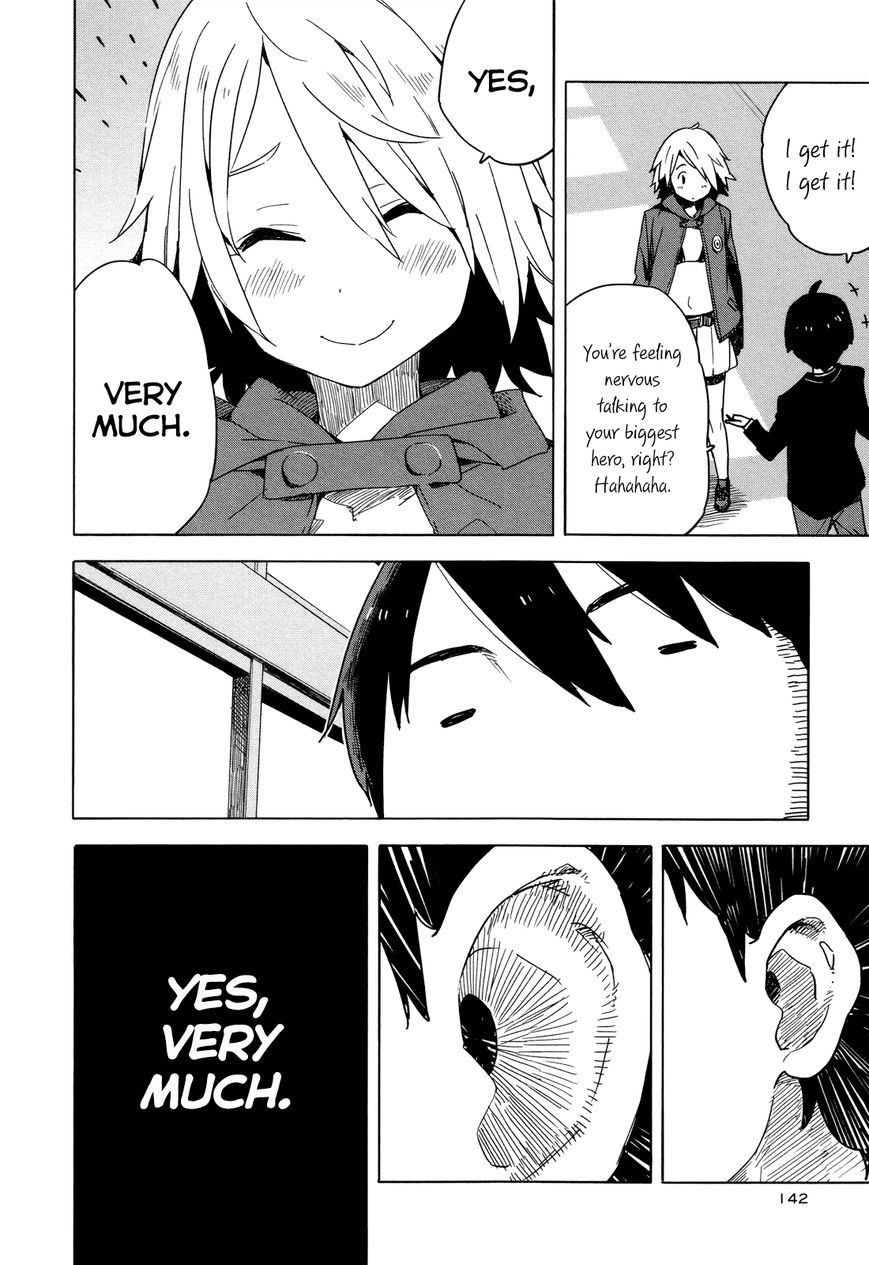 I get it!
I get it!
You're feeling
nervous
talking to
your biggest
hero, right?
Hahahaha.
YES,
VERY
MUCH.
YES,
VERY
MUCH.
142